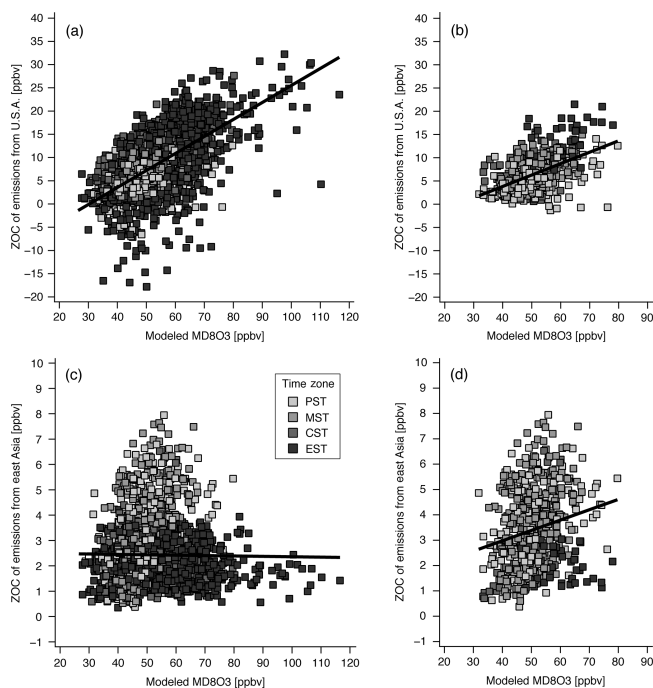 (a)
ZOC of emissions from U.S.A. [ppbv]
40
35
30
25
20
15
10
5
0
−5
−10
−15
−20
20 30 40 50 60 70 80 90 100 110 120
Modeled MD8O3 [ppbv]
(b)
ZOC of emissions from U.S.A. [ppbv]
40
35
30
25
20
15
10
5
0
−5
−10
−15
−20
20 30 40 50 60 70 80 90
Modeled MD8O3 [ppbv]
(c)
ZOC of emissions from east Asia [ppbv]
10
9
8
7
6
5
4
3
2
1
0
−1
Time zone
PST
MST
CST
EST
20 30 40 50 60 70 80 90 100 110 120
Modeled MD8O3 [ppbv]
(d)
ZOC of emissions from east Asia [ppbv]
10
9
8
7
6
5
4
3
2
1
0
−1
20 30 40 50 60 70 80 90
Modeled MD8O3 [ppbv]